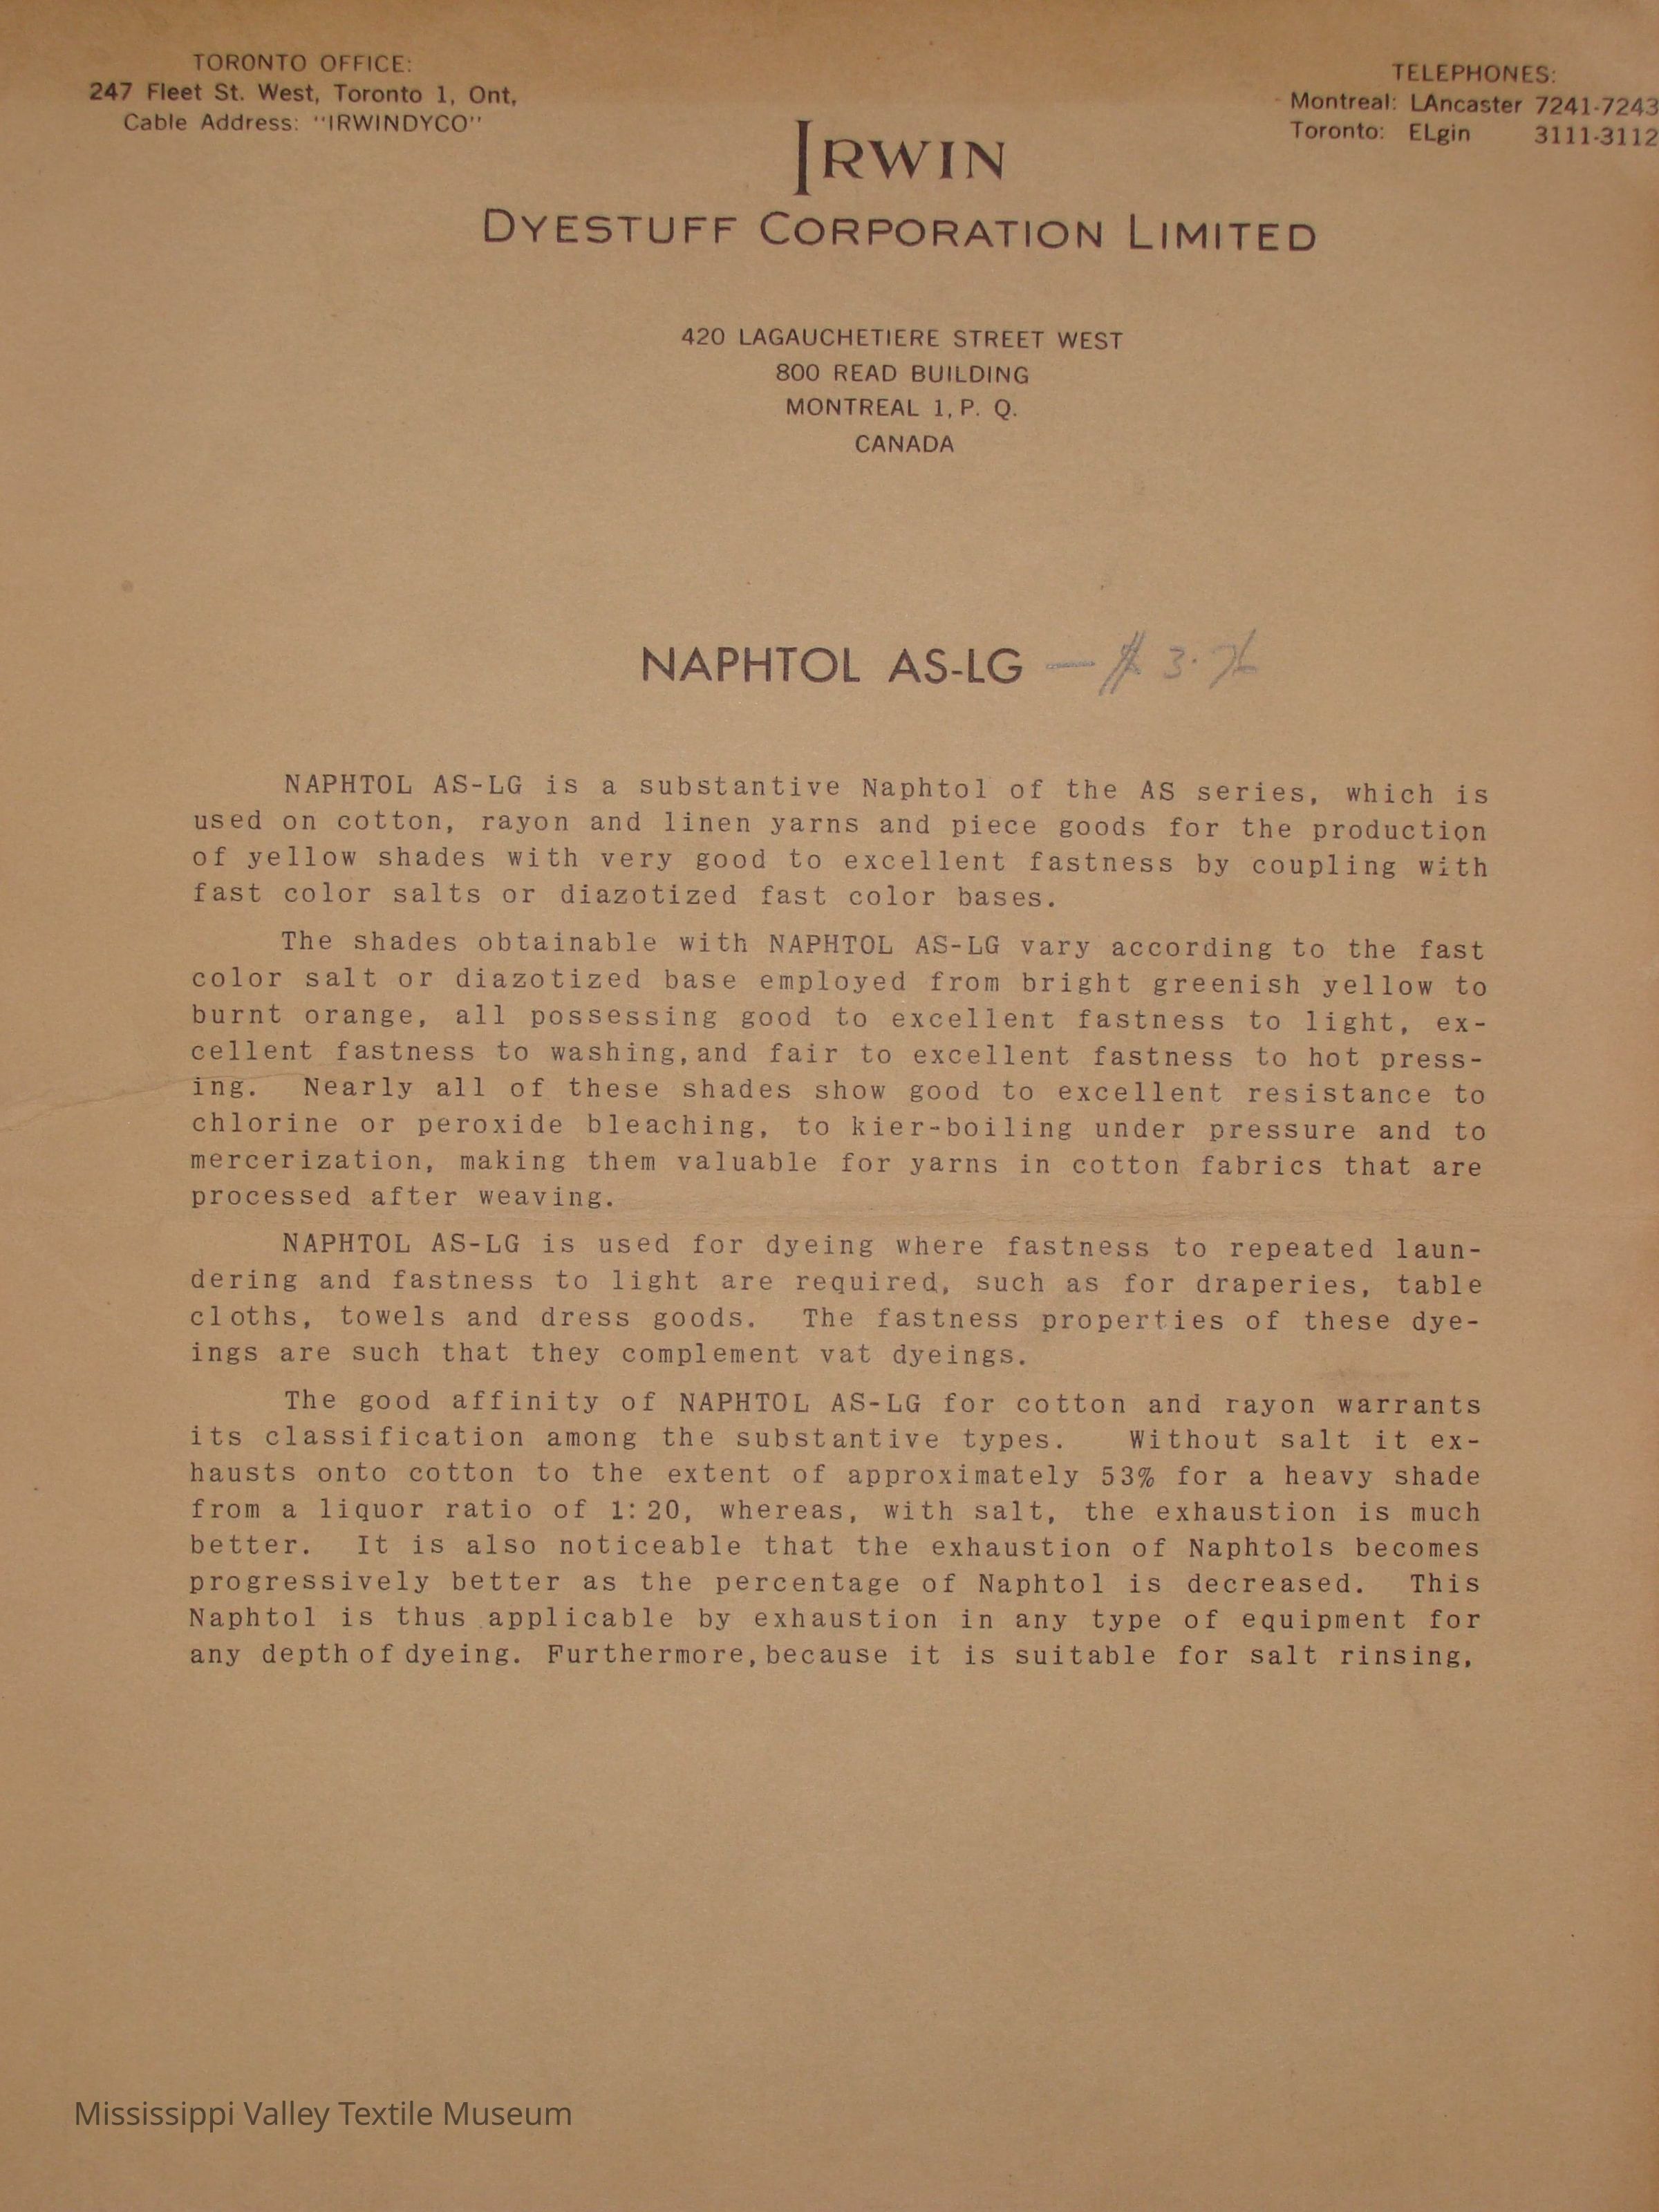 TORONTO OFFICE:
247 Fleet St. West, Toronto 1, Ont,
Cable Address: "IRWINDYCO"
TELEPHONES:
Montreal: LAncaster 7241-7243
Toronto: ELgin 3111-3112
IRWIN
DYESTUFF CORPORATION LIMITED
420 LAGAUCHETIERE STREET WEST
800 READ BUILDING
MONTREAL 1, P. Q.
CANADA
NAPHTOL AS-LG — $ 3.76
NAPHTOL AS-LG is a substantive Naphtol of the AS series, which is
used on cotton, rayon and linen yarns and piece goods for the production
of yellow shades with very good to excellent fastness by coupling with
fast color salts or diazotized fast color bases.
The shades obtainable with NAPHTOL AS-LG vary according to the fast
color salt or diazotized base employed from bright greenish yellow to
burnt orange, all possessing good to excellent fastness to light, ex-
cellent fastness to washing, and fair to excellent fastness to hot press-
ing. Nearly all of these shades show good to excellent resistance to
chlorine or peroxide bleaching, to kier-boiling under pressure and to
mercerization, making them valuable for yarns in cotton fabrics that are
processed after weaving.
NAPHTOL AS-LG is used for dyeing where fastness to repeated laun-
dering and fastness to light are required, such as for draperies, table
cloths, towels and dress goods. The fastness properties of these dye-
ings are such that they complement vat dyeings.
The good affinity of NAPHTOL AS-LG for cotton and rayon warrants
its classification among the substantive types. Without salt it ex-
hausts onto cotton to the extent of approximately 53% for a heavy shade
from a liquor ratio of 1:20, whereas, with salt, the exhaustion is much
better. It is also noticeable that the exhaustion of Naphtols becomes
progressively better as the percentage of Naphtol is decreased. This
Naphtol is thus applicable by exhaustion in any type of equipment for
any depth of dyeing. Furthermore, because it is suitable for salt rinsing,
Mississippi Valley Textile Museum